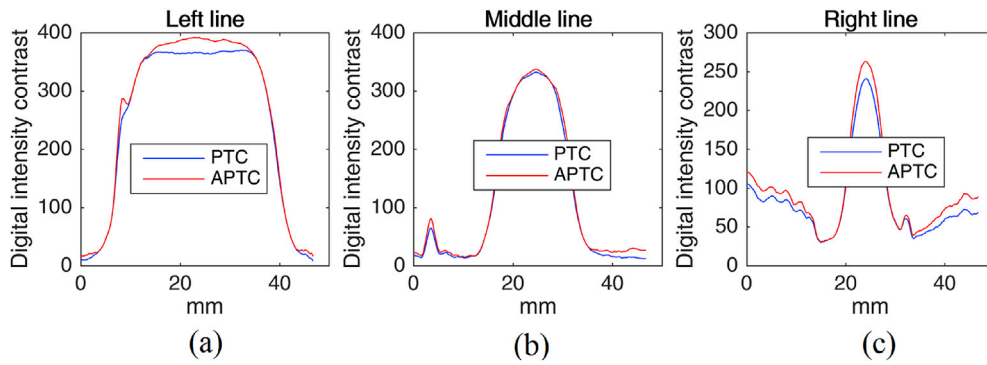 Left line
Digital intensity contrast
400
300
200
100
0
0
20
40
mm
PTC
APTC
(a)
Middle line
Digital intensity contrast
400
300
200
100
0
0
20
40
mm
PTC
APTC
(b)
Right line
Digital intensity contrast
300
250
200
150
100
50
0
0
20
40
mm
PTC
APTC
(c)